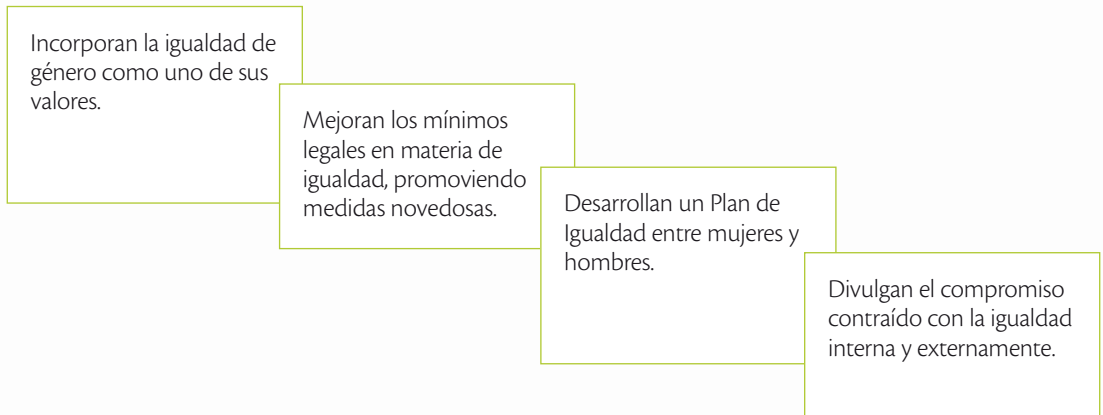 Incorporan la igualdad de
género como uno de sus
valores.
Mejoran los mínimos
legales en materia de
igualdad, promoviendo
medidas novedosas.
Desarrollan un Plan de
Igualdad entre mujeres y
hombres.
Divulgan el compromiso
contraído con la igualdad
interna y externamente.